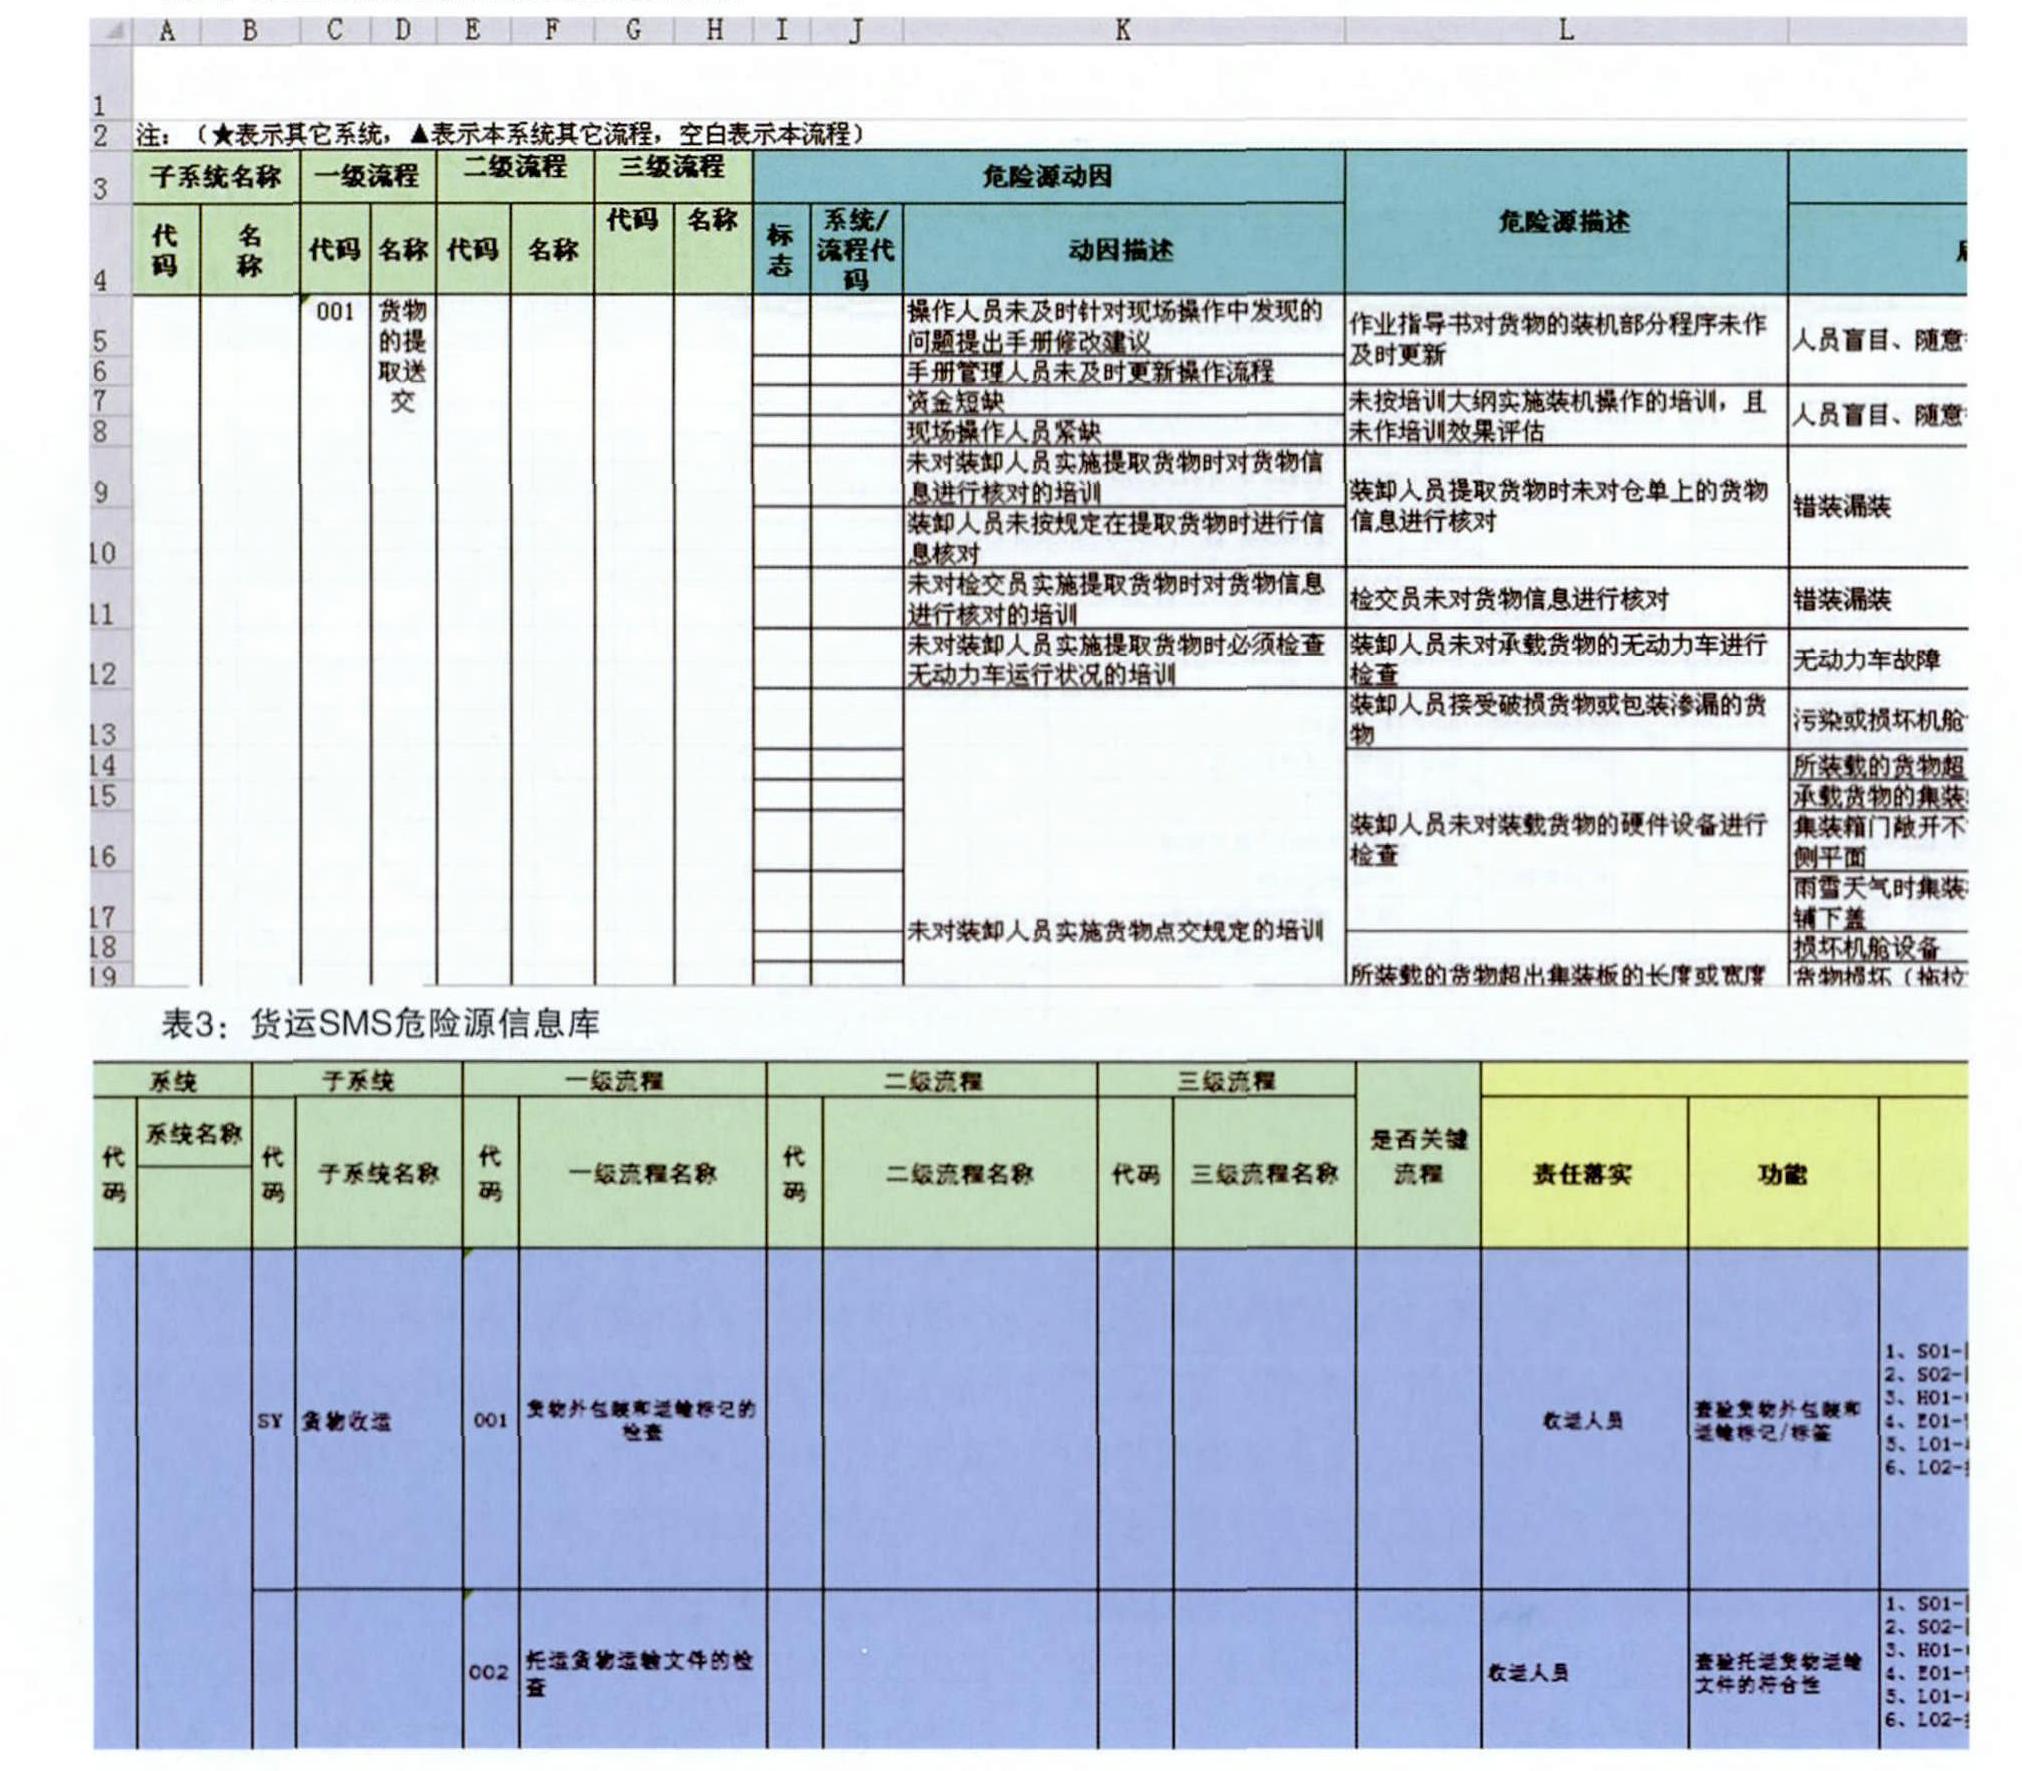 A B C D E F G H I J K L
1
2 注：（★表示其它系统，▲表示本系统其它流程，空白表示本流程）
3 子系统名称 一级流程 二级流程 三级流程 危险源动因 危险源描述
4 代码 名称 代码 名称 代码 名称 代码 名称 标志 系统/流程代码 动因描述
001 货物的提取送交
5 操作人员未及时针对现场操作中发现的
问题提出手册修改建议
作业指导书对货物的装机部分程序未作
及时更新
人员盲目、随意
6 手册管理人员未及时更新操作流程
7 资金短缺
未按培训大纲实施装机操作的培训，且
未作培训效果评估
人员盲目、随意
8 现场操作人员紧缺
9 未对装卸人员实施提取货物时对货物信
息进行核对的培训
装卸人员提取货物时未对仓单上的货物
信息进行核对
错装漏装
10 装卸人员未按规定在提取货物时进行信
息核对
11 未对检交员实施提取货物时对货物信息
进行核对的培训
检交员未对货物信息进行核对
错装漏装
12 未对装卸人员实施提取货物时必须检查
无动力车运行状况的培训
装卸人员未对承载货物的无动力车进行
检查
无动力车故障
13 装卸人员接受破损货物或包装渗漏的货
物
污染或损坏机舱
14 所装载的货物超
15 承载货物的集装
16 装卸人员未对装载货物的硬件设备进行
检查
集装箱门敞开不
侧平面
17 雨雪天气时集装
铺下盖
未对装卸人员实施货物点交规定的培训
18 损坏机舱设备
19 所装载的货物超出集装板的长度或宽度
货物损坏（拖拉
表3：货运SMS危险源信息库
系统 子系统 一级流程 二级流程 三级流程 是否关键流程
代码 系统名称 代码 子系统名称 代码 一级流程名称 代码 二级流程名称 代码 三级流程名称 责任落实 功能
SY 货物收运 001 货物外包装和运输标记的
检查
收运人员
查验货物外包装和
运输标记/标签
1、S01-
2、S02-
3、H01-
4、E01-
5、L01-
6、L02-
002 托运货物运输文件的检
查
收运人员
查验托运货物运输
文件的符合性
1、S01-
2、S02-
3、H01-
4、E01-
5、L01-
6、L02-